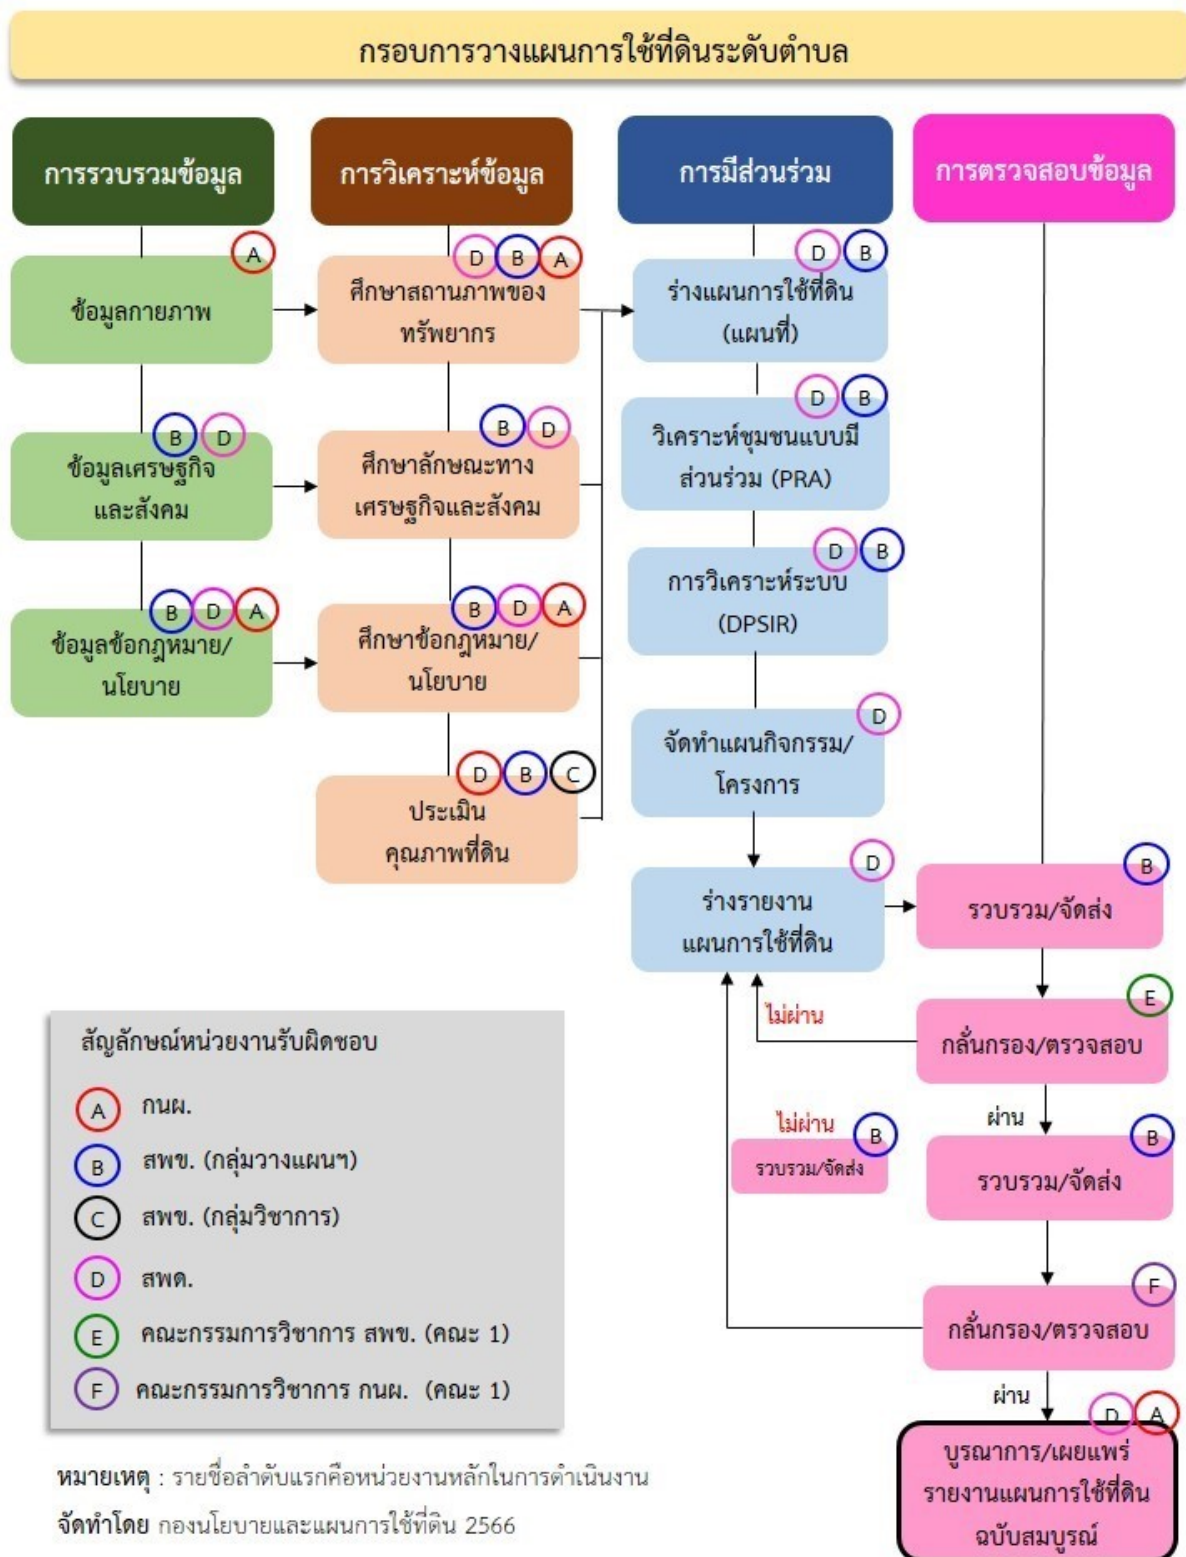 กรอบการวางแผนการใช้ที่ดินระดับตำบล
การรวบรวมข้อมูล
A
ข้อมูลกายภาพ
B D
ข้อมูลเศรษฐกิจ
และสังคม
B D A
ข้อมูลข้อกฎหมาย/
นโยบาย
การวิเคราะห์ข้อมูล
D B A
ศึกษาสถานภาพของ
ทรัพยากร
B D
ศึกษาลักษณะทาง
เศรษฐกิจและสังคม
B D A
ศึกษาข้อกฎหมาย/
นโยบาย
D B C
ประเมิน
คุณภาพที่ดิน
การมีส่วนร่วม
D B
ร่างแผนการใช้ที่ดิน
(แผนที่)
D B
วิเคราะห์ชุมชนแบบมี
ส่วนร่วม (PRA)
D B
การวิเคราะห์ระบบ
(DPSIR)
D
จัดทำแผนกิจกรรม/
โครงการ
D
ร่างรายงาน
แผนการใช้ที่ดิน
การตรวจสอบข้อมูล
B
รวบรวม/จัดส่ง
E
ไม่ผ่าน
กลั่นกรอง/ตรวจสอบ
ผ่าน
B
รวบรวม/จัดส่ง
ไม่ผ่าน
B
รวบรวม/จัดส่ง
F
กลั่นกรอง/ตรวจสอบ
ผ่าน
D A
บูรณาการ/เผยแพร่
รายงานแผนการใช้ที่ดิน
ฉบับสมบูรณ์
สัญลักษณ์หน่วยงานรับผิดชอบ
A กนผ.
B สพข. (กลุ่มวางแผนฯ)
C สพข. (กลุ่มวิชาการ)
D สพด.
E คณะกรรมการวิชาการ สพข. (คณะ 1)
F คณะกรรมการวิชาการ กนผ. (คณะ 1)
หมายเหตุ : รายชื่อลำดับแรกคือหน่วยงานหลักในการดำเนินงาน
จัดทำโดย กองนโยบายและแผนการใช้ที่ดิน 2566